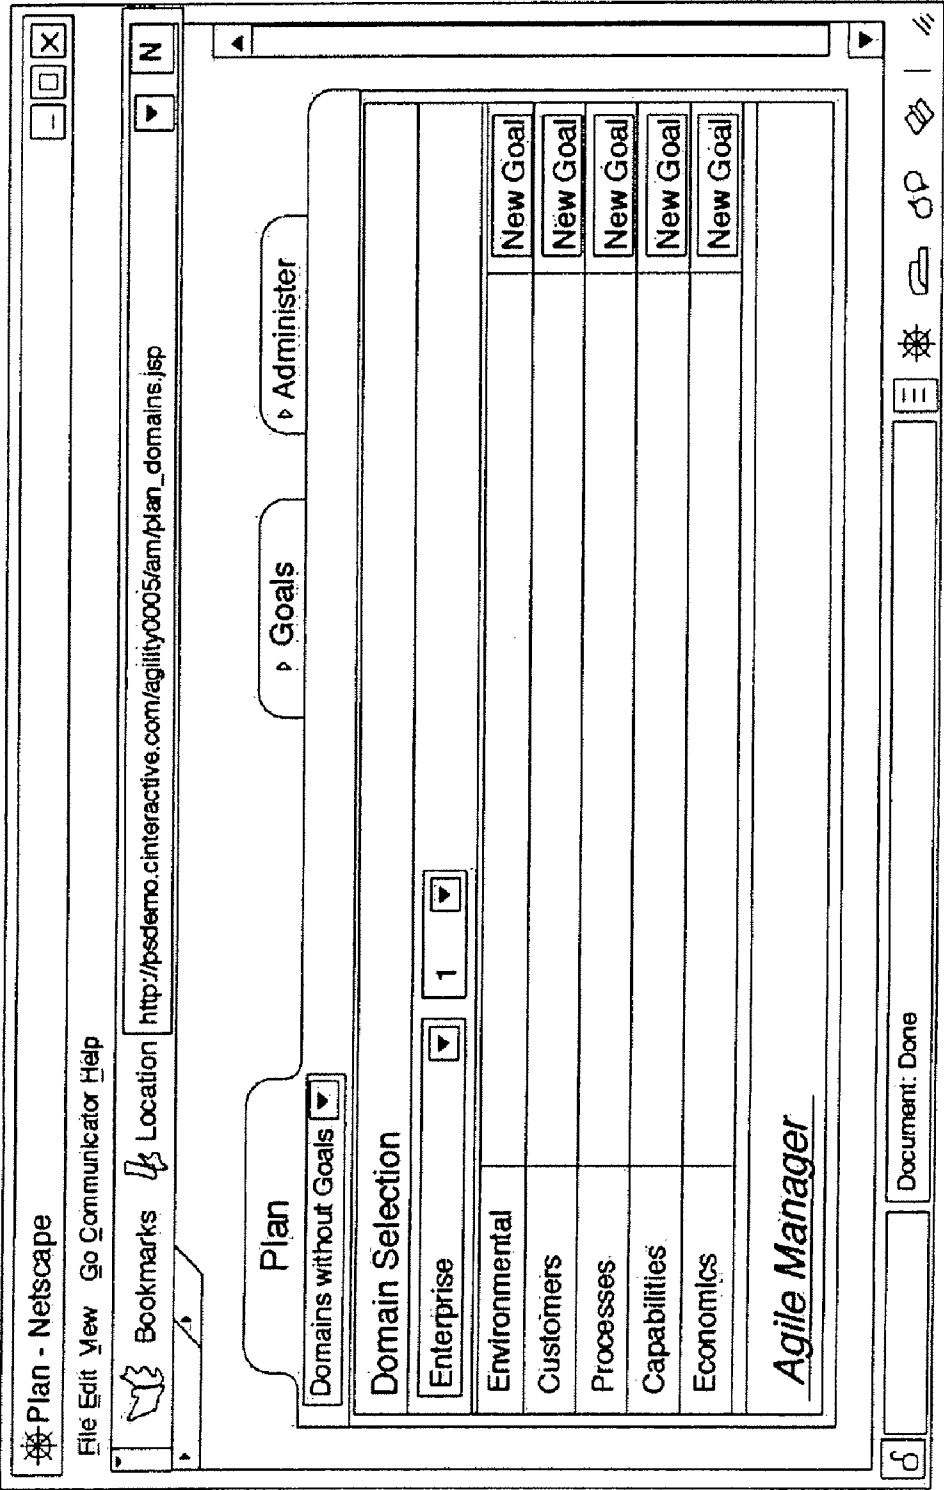 Plan - Netscape
File Edit View Go Communicator Help
Bookmarks Location http://psdemo.cinteractive.com/agility0005/am/plan_domains.jsp N
Plan Goals Administer
Domains without Goals
Domain Selection
Enterprise 1
Environmental New Goal
Customers New Goal
Processes New Goal
Capabilities New Goal
Economics New Goal
Agile Manager
Document: Done